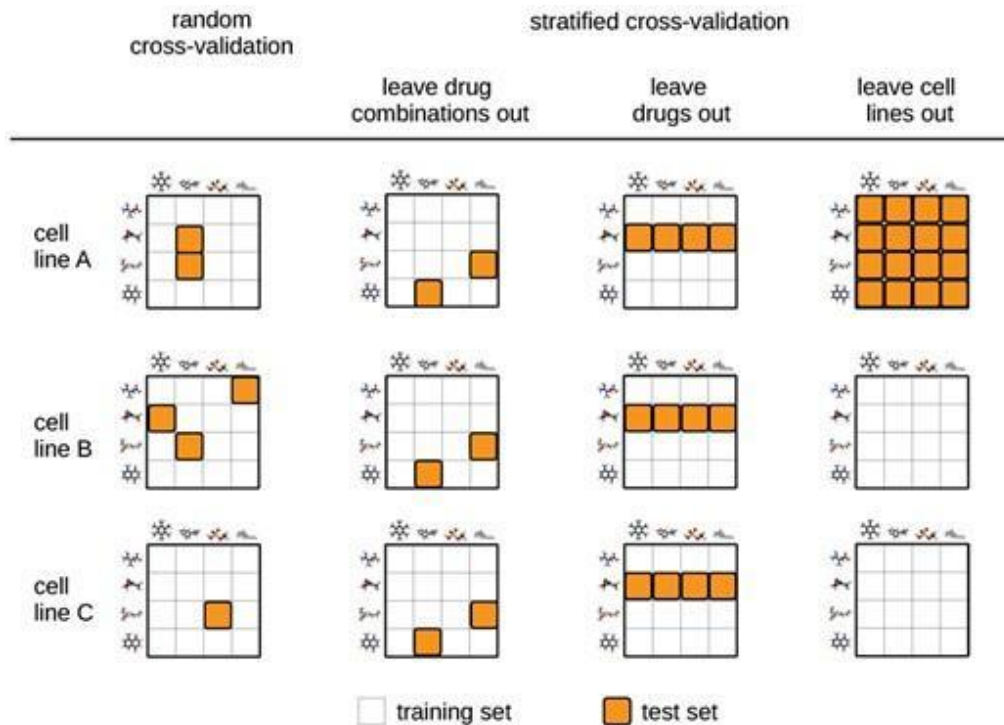 random
cross-validation
stratified cross-validation
leave drug
combinations out
leave
drugs out
leave cell
lines out
cell
line A
cell
line B
cell
line C
training set
test set